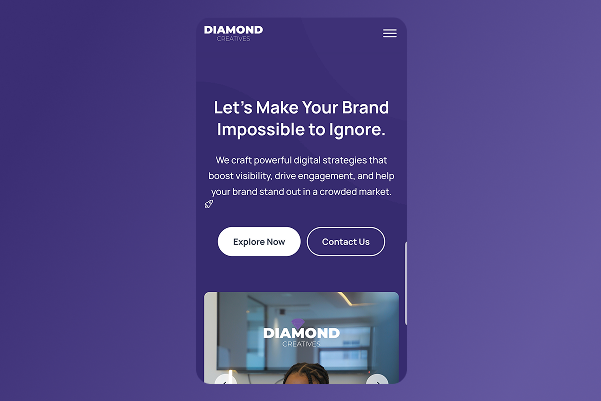 DIAMOND
CREATIVES
Let's Make Your Brand
Impossible to Ignore.
We craft powerful digital strategies that
boost visibility, drive engagement, and help
your brand stand out in a crowded market.
Explore Now
Contact Us
DIAMOND
CREATIVES